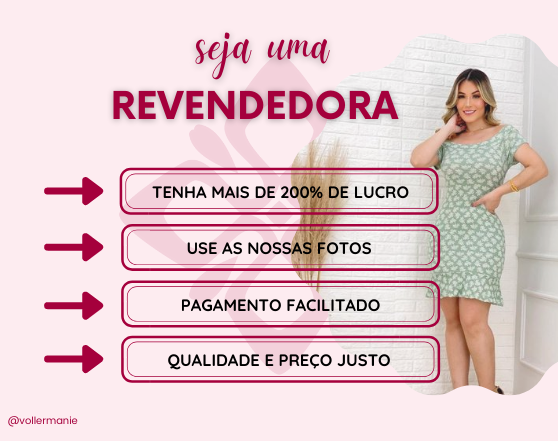 seja uma
REVENDEDORA
TENHA MAIS DE 200% DE LUCRO
USE AS NOSSAS FOTOS
PAGAMENTO FACILITADO
QUALIDADE E PREÇO JUSTO
@vollermanie